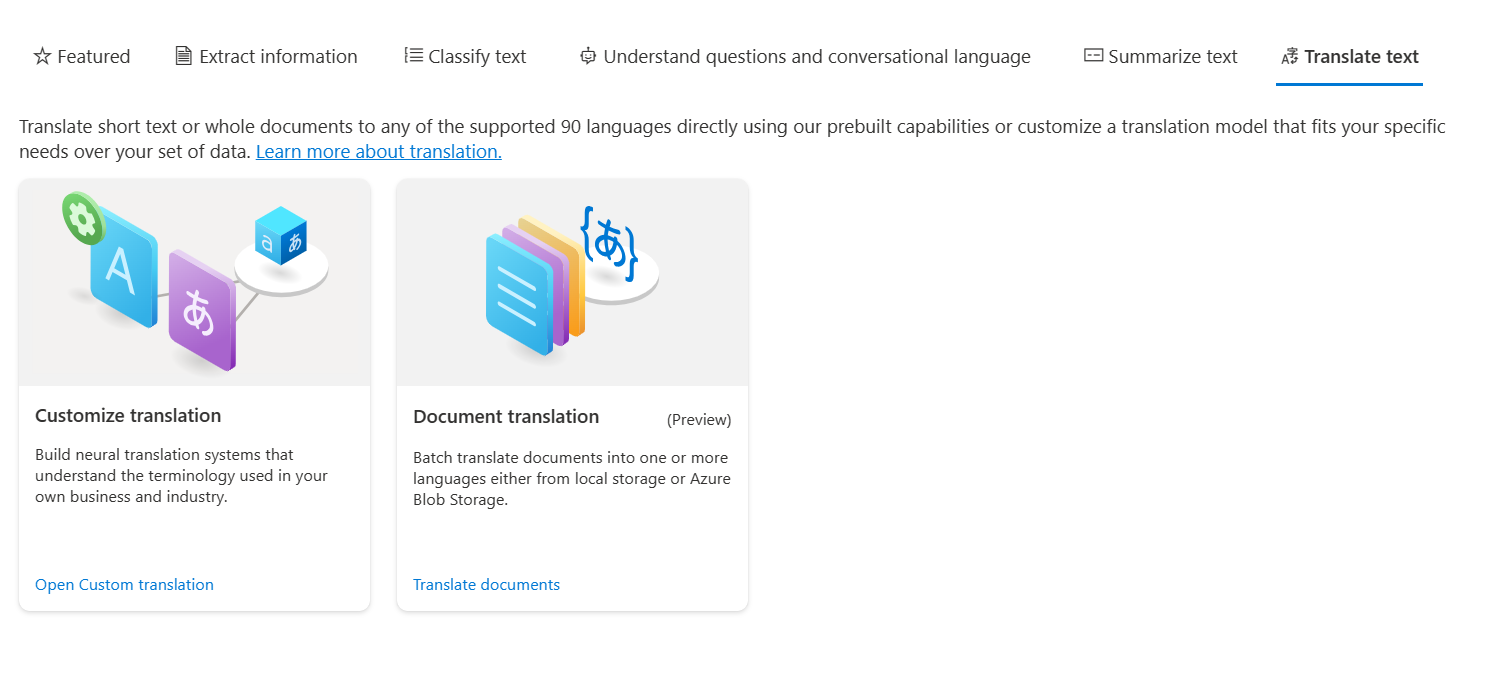 Featured
Extract information
Classify text
Understand questions and conversational language
Summarize text
Translate text
Translate short text or whole documents to any of the supported 90 languages directly using our prebuilt capabilities or customize a translation model that fits your specific
needs over your set of data. Learn more about translation.
A
あ
a あ
{あ}
Customize translation
Build neural translation systems that
understand the terminology used in your
own business and industry.
Open Custom translation
Document translation (Preview)
Batch translate documents into one or more
languages either from local storage or Azure
Blob Storage.
Translate documents